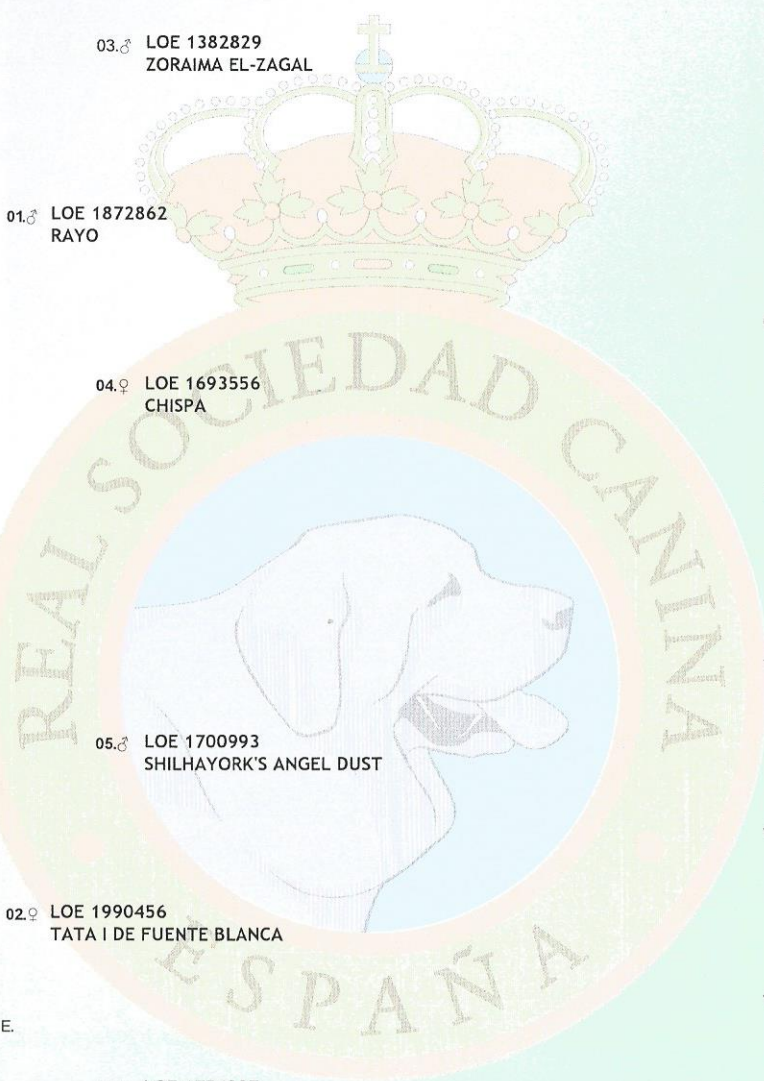 03.♂ LOE 1382829
ZORAIMA EL-ZAGAL
01.♂ LOE 1872862
RAYO
04.♀ LOE 1693556
CHISPA
REAL SOCIEDAD CANINA
05.♂ LOE 1700993
SHILHAYORK'S ANGEL DUST
02.♀ LOE 1990456
TATA I DE FUENTE BLANCA
ESPAÑA
E.